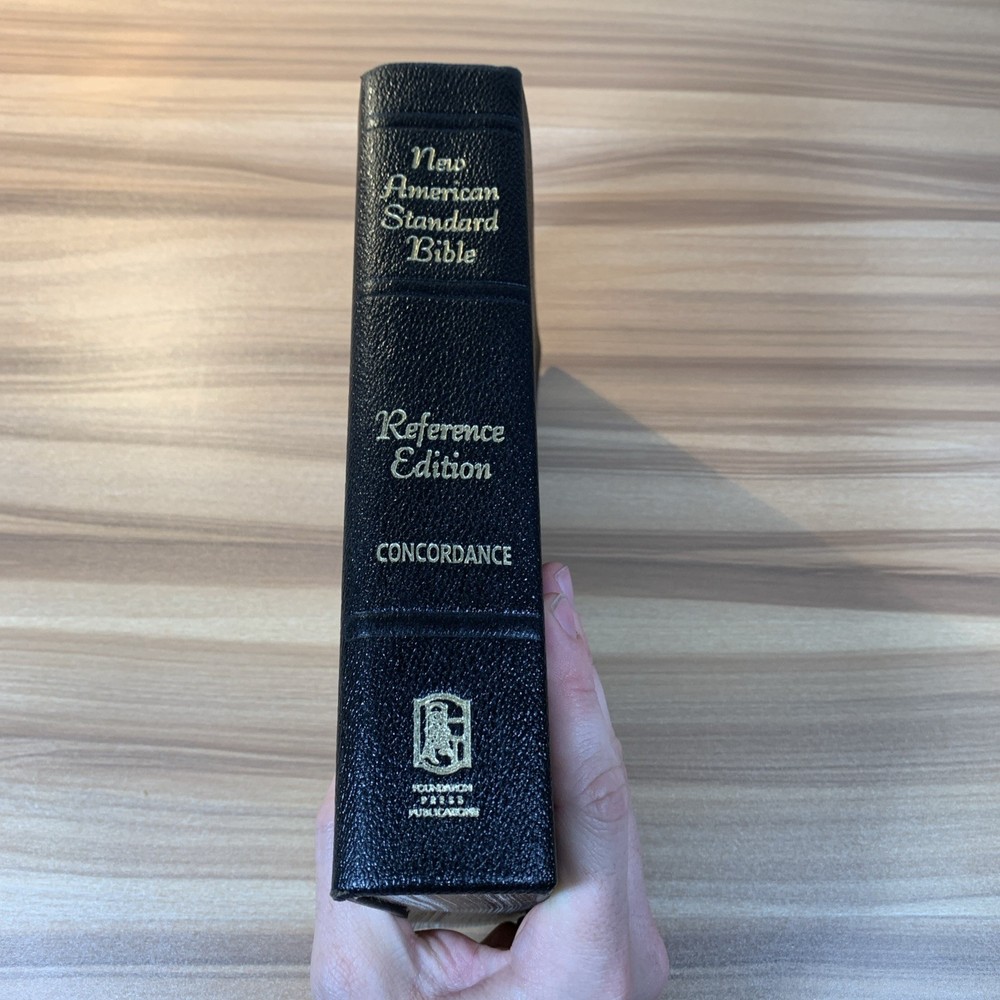 New
American
Standard
Bible
Reference
Edition
CONCORDANCE
FOUNDATION
PRESS
PUBLICATIONS